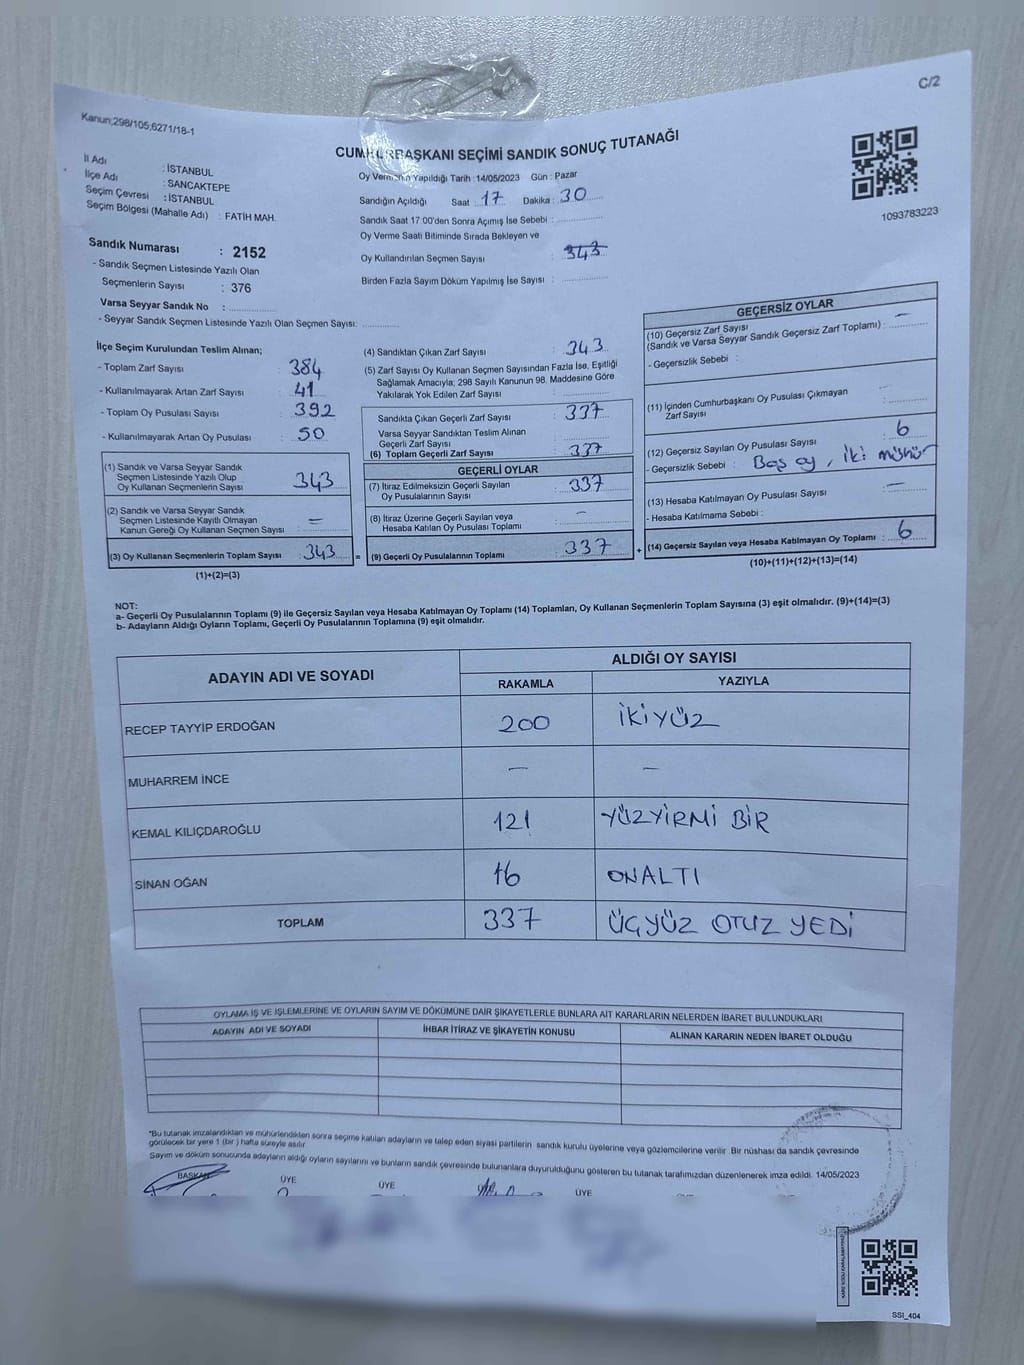 C/2
Kanun;298/105;6271/18-1
CUMHURBAŞKANI SEÇİMİ SANDIK SONUÇ TUTANAĞI
1093783223
İl Adı : İSTANBUL
İlçe Adı : SANCAKTEPE
Seçim Çevresi : İSTANBUL
Seçim Bölgesi (Mahalle Adı) : FATİH MAH.
Sandık Numarası : 2152
- Sandık Seçmen Listesinde Yazılı Olan
Seçmenlerin Sayısı : 376
Varsa Seyyar Sandık No :
- Seyyar Sandık Seçmen Listesinde Yazılı Olan Seçmen Sayısı:
Oy Vermenin Yapıldığı Tarih :14/05/2023 Gün : Pazar
Sandığın Açıldığı Saat : 17 Dakika : 30
Sandık Saat 17:00'den Sonra Açımış İse Sebebi :
Oy Verme Saati Bitiminde Sırada Bekleyen ve
Oy Kullandırılan Seçmen Sayısı : 343
Birden Fazla Sayım Döküm Yapılmış İse Sayısı :
İlçe Seçim Kurulundan Teslim Alınan;
- Toplam Zarf Sayısı : 384
- Kullanılmayarak Artan Zarf Sayısı : 41
- Toplam Oy Pusulası Sayısı : 392
- Kullanılmayarak Artan Oy Pusulası : 50
(1) Sandık ve Varsa Seyyar Sandık
Seçmen Listesinde Yazılı Olup
Oy Kullanan Seçmenlerin Sayısı : 343
(2) Sandık ve Varsa Seyyar Sandık
Seçmen Listesinde Kayıtlı Olmayan
Kanun Gereği Oy Kullanan Seçmen Sayısı : =
(3) Oy Kullanan Seçmenlerin Toplam Sayısı : 343 =
(1)+(2)=(3)
(4) Sandıktan Çıkan Zarf Sayısı : 343
(5) Zarf Sayısı Oy Kullanan Seçmen Sayısından Fazla İse, Eşitliği
Sağlamak Amacıyla; 298 Sayılı Kanunun 98. Maddesine Göre
Yakılarak Yok Edilen Zarf Sayısı :
Sandıkta Çıkan Geçerli Zarf Sayısı : 337
Varsa Seyyar Sandıktan Teslim Alınan
Geçerli Zarf Sayısı :
(6) Toplam Geçerli Zarf Sayısı : 337
GEÇERLİ OYLAR
(7) İtiraz Edilmeksizin Geçerli Sayılan
Oy Pusulalarının Sayısı : 337
(8) İtiraz Üzerine Geçerli Sayılan veya
Hesaba Katılan Oy Pusulası Toplamı : -
(9) Geçerli Oy Pusulalarının Toplamı : 337 +
GEÇERSİZ OYLAR
(10) Geçersiz Zarf Sayısı
(Sandık ve Varsa Seyyar Sandık Geçersiz Zarf Toplamı) : -
- Geçersizlik Sebebi :
(11) İçinden Cumhurbaşkanı Oy Pusulası Çıkmayan
Zarf Sayısı : -
(12) Geçersiz Sayılan Oy Pusulası Sayısı : 6
- Geçersizlik Sebebi : Boş oy, iki mühür
(13) Hesaba Katılmayan Oy Pusulası Sayısı : -
- Hesaba Katılmama Sebebi :
(14) Geçersiz Sayılan veya Hesaba Katılmayan Oy Toplamı : 6
(10)+(11)+(12)+(13)=(14)
NOT:
a- Geçerli Oy Pusulalarının Toplamı (9) ile Geçersiz Sayılan veya Hesaba Katılmayan Oy Toplamı (14) Toplamları, Oy Kullanan Seçmenlerin Toplam Sayısına (3) eşit olmalıdır. (9)+(14)=(3)
b- Adayların Aldığı Oyların Toplamı, Geçerli Oy Pusulalarının Toplamına (9) eşit olmalıdır.
ADAYIN ADI VE SOYADI
ALDIĞI OY SAYISI
RAKAMLA YAZIYLA
RECEP TAYYİP ERDOĞAN 200 İKİYÜZ
MUHARREM İNCE - -
KEMAL KILIÇDAROĞLU 121 YÜZYİRMİ BİR
SİNAN OĞAN 16 ONALTI
TOPLAM 337 ÜÇYÜZ OTUZ YEDİ
OYLAMA İŞ VE İŞLEMLERİNE VE OYLARIN SAYIM VE DÖKÜMÜNE DAİR ŞİKAYETLERLE BUNLARA AİT KARARLARIN NELERDEN İBARET BULUNDUKLARI
ADAYIN ADI VE SOYADI İHBAR İTİRAZ VE ŞİKAYETİN KONUSU ALINAN KARARIN NEDEN İBARET OLDUĞU
*Bu tutanak imzalandıktan ve mühürlendikten sonra seçime katılan adayların ve talep eden siyasi partilerin sandık kurulu üyelerine veya gözlemcilerine verilir. Bir nüshası da sandık çevresinde
görülecek bir yere 1 (bir ) hafta süreyle asılır.
Sayım ve döküm sonucunda adayların aldığı oyların sayılarını ve bunların sandık çevresinde bulunanlara duyurulduğunu gösteren bu tutanak tarafımızdan düzenlenerek imza edildi. 14/05/2023
BAŞKAN ÜYE ÜYE ÜYE
SSI_404